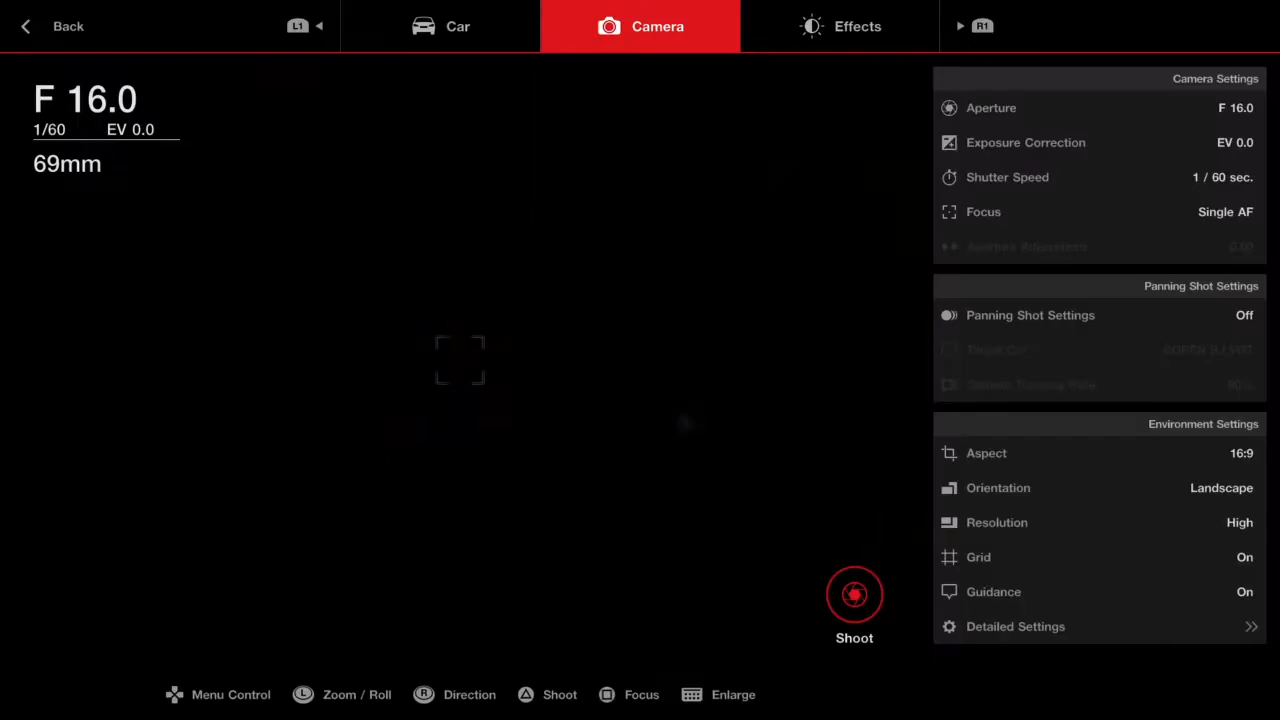 Back
L1
Car
Camera
Effects
R1
F 16.0
1/60 EV 0.0
69mm
Camera Settings
Aperture F 16.0
Exposure Correction EV 0.0
Shutter Speed 1 / 60 sec.
Focus Single AF
Panning Shot Settings
Panning Shot Settings Off
Environment Settings
Aspect 16:9
Orientation Landscape
Resolution High
Grid On
Guidance On
Detailed Settings
Shoot
Menu Control L Zoom / Roll R Direction Shoot Focus Enlarge